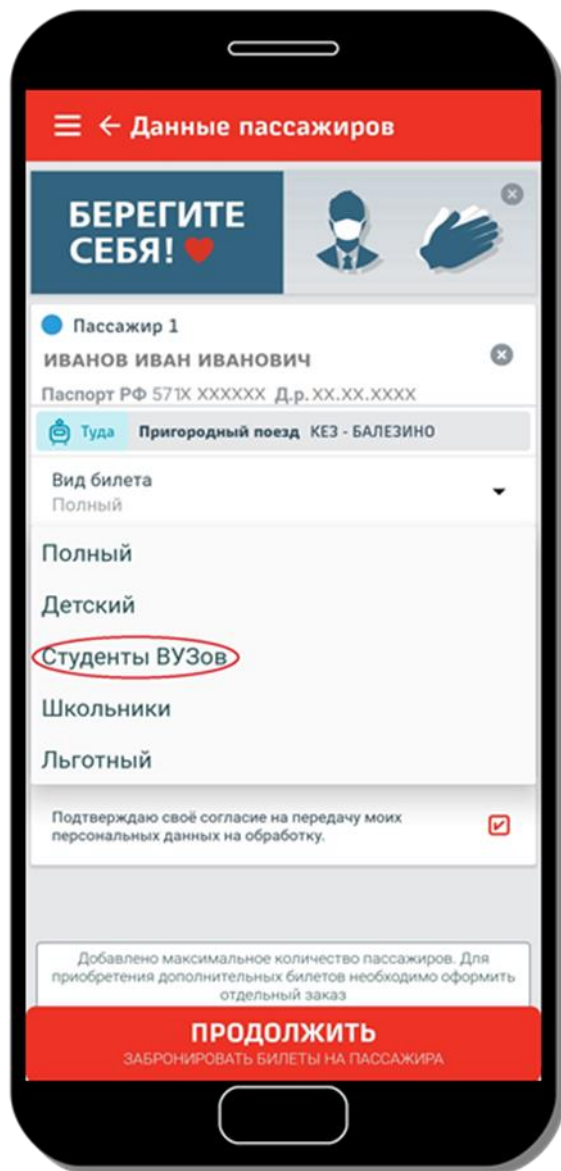 Данные пассажиров
БЕРЕГИТЕ
СЕБЯ!
Пассажир 1
ИВАНОВ ИВАН ИВАНОВИЧ
Паспорт РФ 571X XXXXXX Д.р. XX.XX.XXXX
Туда Пригородный поезд КЕЗ - БАЛЕЗИНО
Вид билета
Полный
Полный
Детский
Студенты ВУЗов
Школьники
Льготный
Подтверждаю своё согласие на передачу моих
персональных данных на обработку.
Добавлено максимальное количество пассажиров. Для
приобретения дополнительных билетов необходимо оформить
отдельный заказ
ПРОДОЛЖИТЬ
ЗАБРОНИРОВАТЬ БИЛЕТЫ НА ПАССАЖИРА